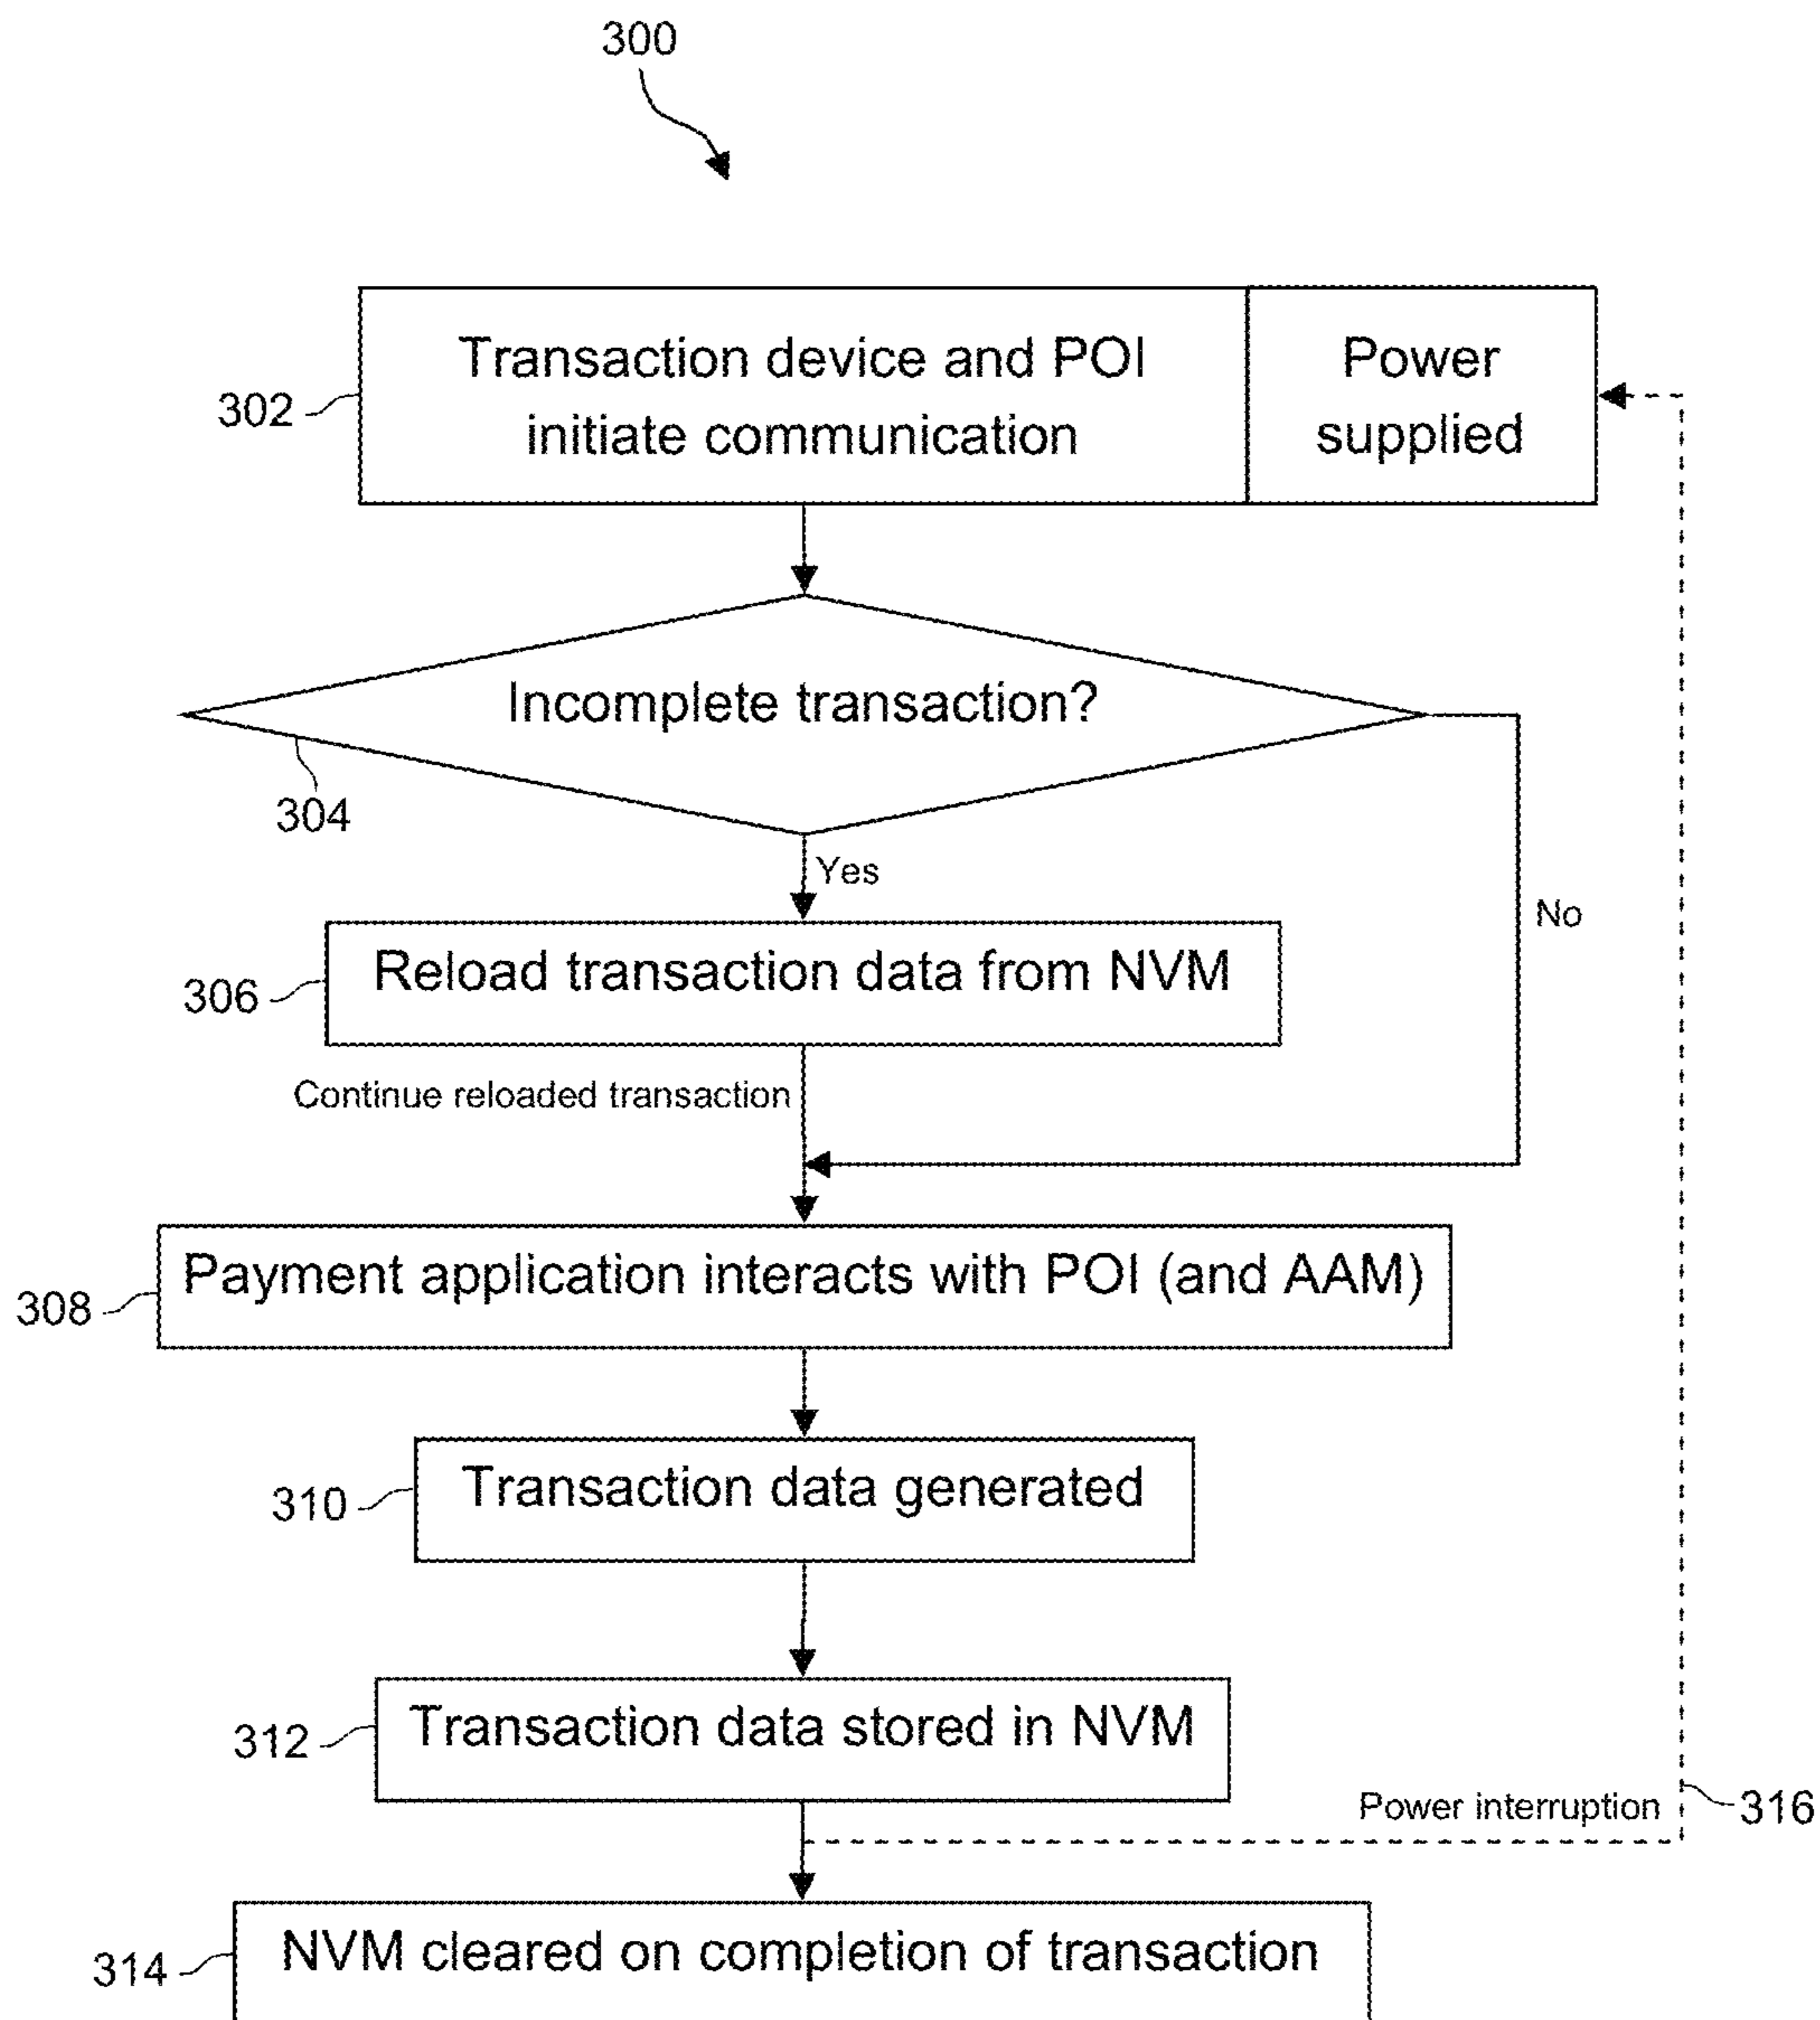 300
Transaction device and POI
initiate communication
Power
supplied
302
Incomplete transaction?
304
Yes
No
Reload transaction data from NVM
306
Continue reloaded transaction
Payment application interacts with POI (and AAM)
308
Transaction data generated
310
Transaction data stored in NVM
312
Power interruption
316
NVM cleared on completion of transaction
314